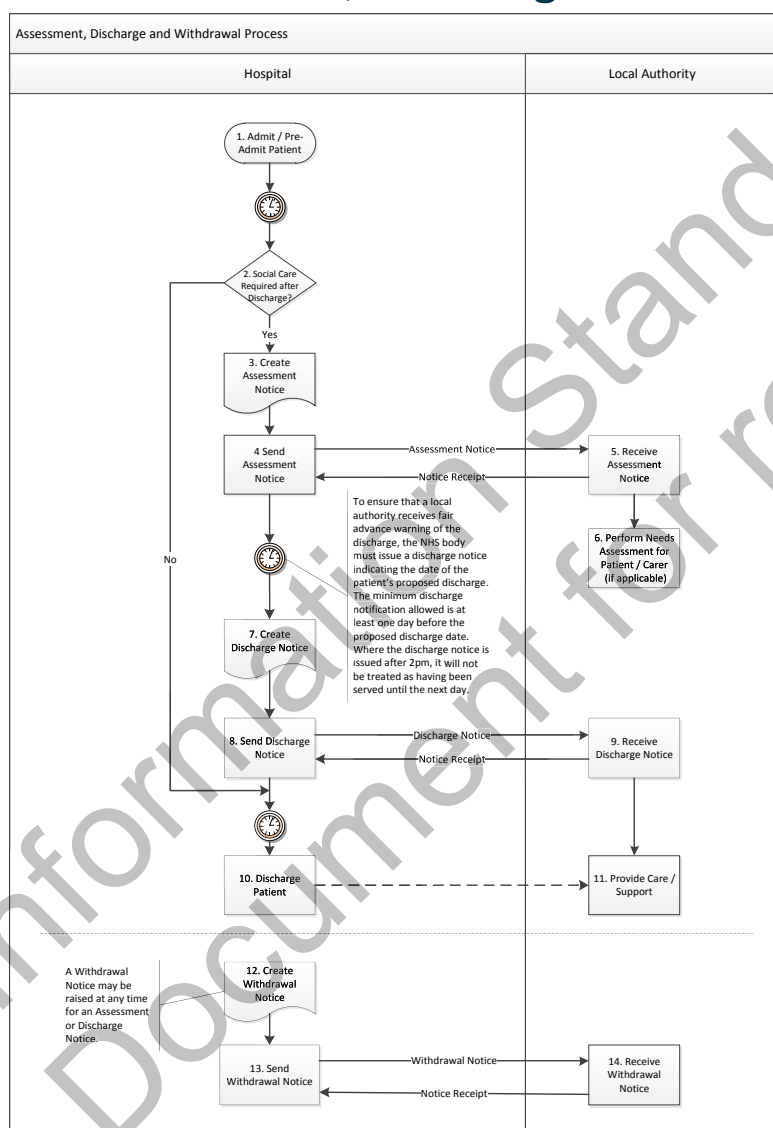 Assessment, Discharge and Withdrawal Process
Hospital
Local Authority
1. Admit / Pre-
Admit Patient
2. Social Care
Required after
Discharge?
Yes
No
3. Create
Assessment
Notice
4 Send
Assessment
Notice
Assessment Notice
Notice Receipt
5. Receive
Assessment
Notice
6. Perform Needs
Assessment for
Patient / Carer
(if applicable)
To ensure that a local
authority receives fair
advance warning of the
discharge, the NHS body
must issue a discharge notice
indicating the date of the
patient's proposed discharge.
The minimum discharge
notification allowed is at
least one day before the
proposed discharge date.
Where the discharge notice is
issued after 2pm, it will not
be treated as having been
served until the next day.
7. Create
Discharge Notice
8. Send Discharge
Notice
Discharge Notice
Notice Receipt
9. Receive
Discharge Notice
10. Discharge
Patient
11. Provide Care /
Support
A Withdrawal
Notice may be
raised at any time
for an Assessment
or Discharge
Notice.
12. Create
Withdrawal
Notice
13. Send
Withdrawal Notice
Withdrawal Notice
Notice Receipt
14. Receive
Withdrawal
Notice
nformation Stand
Document for r